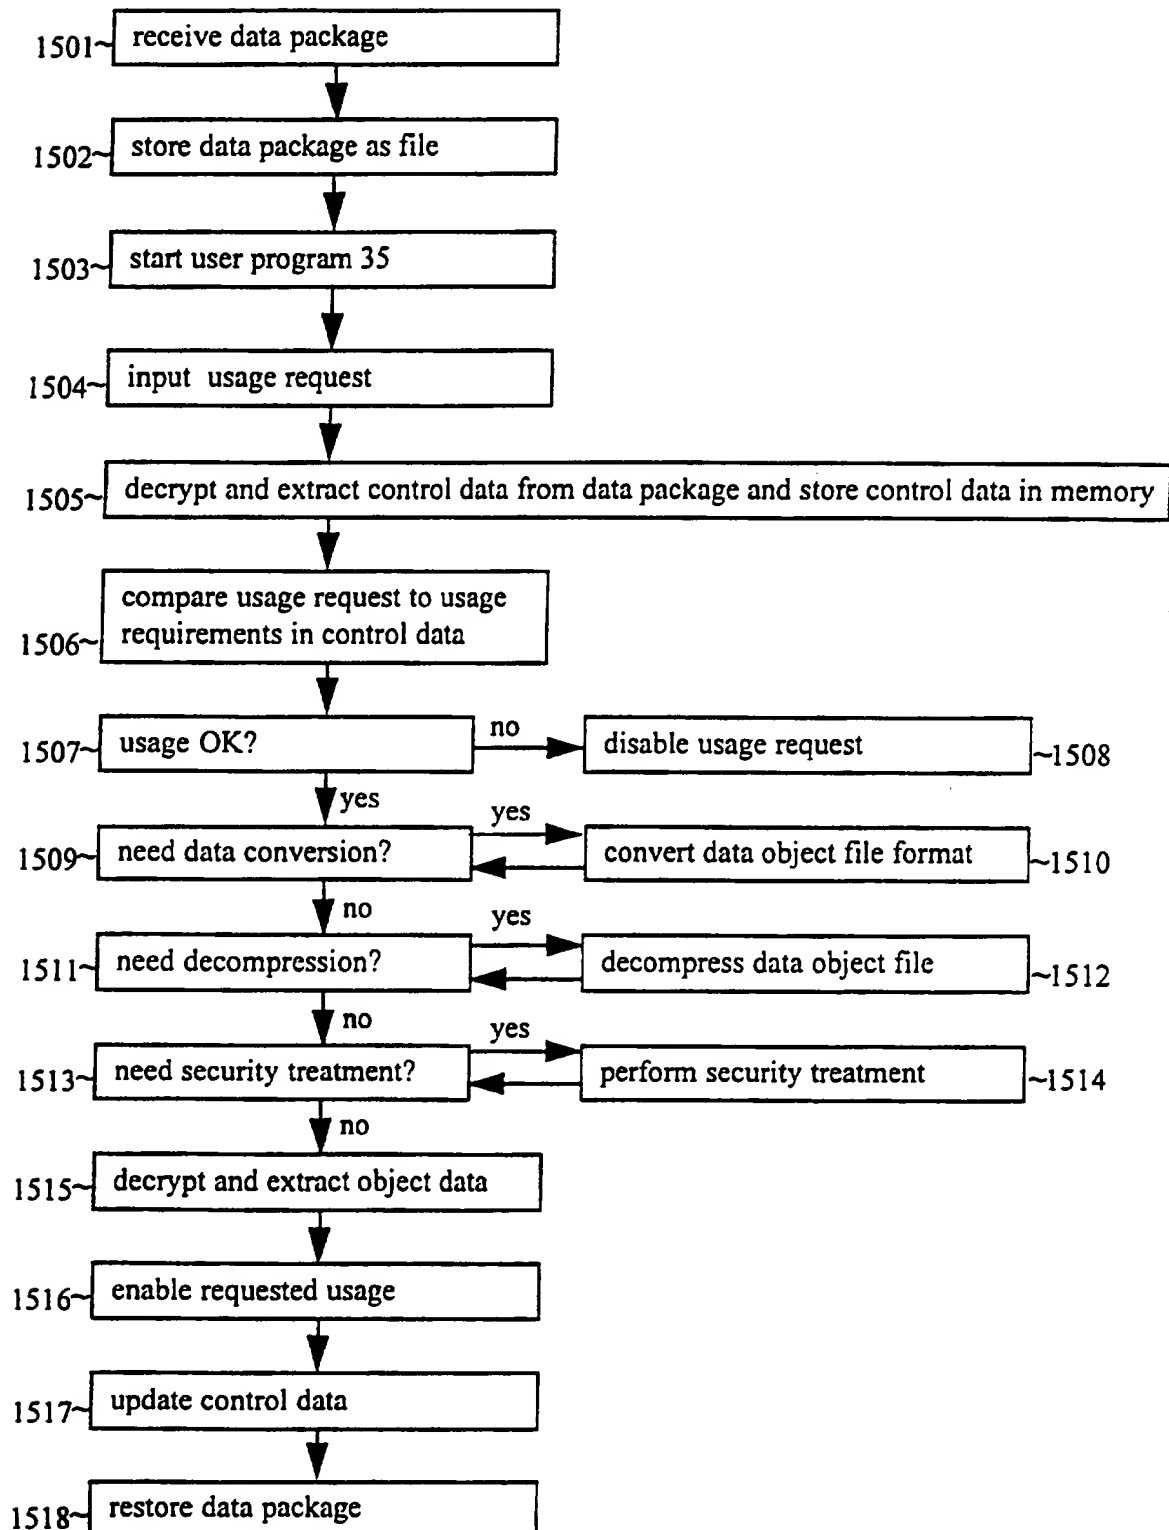 1501~ receive data package
1502~ store data package as file
1503~ start user program 35
1504~ input usage request
1505~ decrypt and extract control data from data package and store control data in memory
compare usage request to usage
1506~ requirements in control data
1507~ usage OK? no disable usage request ~1508
yes
yes
1509~ need data conversion? convert data object file format ~1510
no
yes
1511~ need decompression? decompress data object file ~1512
no
yes
1513~ need security treatment? perform security treatment ~1514
no
1515~ decrypt and extract object data
1516~ enable requested usage
1517~ update control data
1518~ restore data package